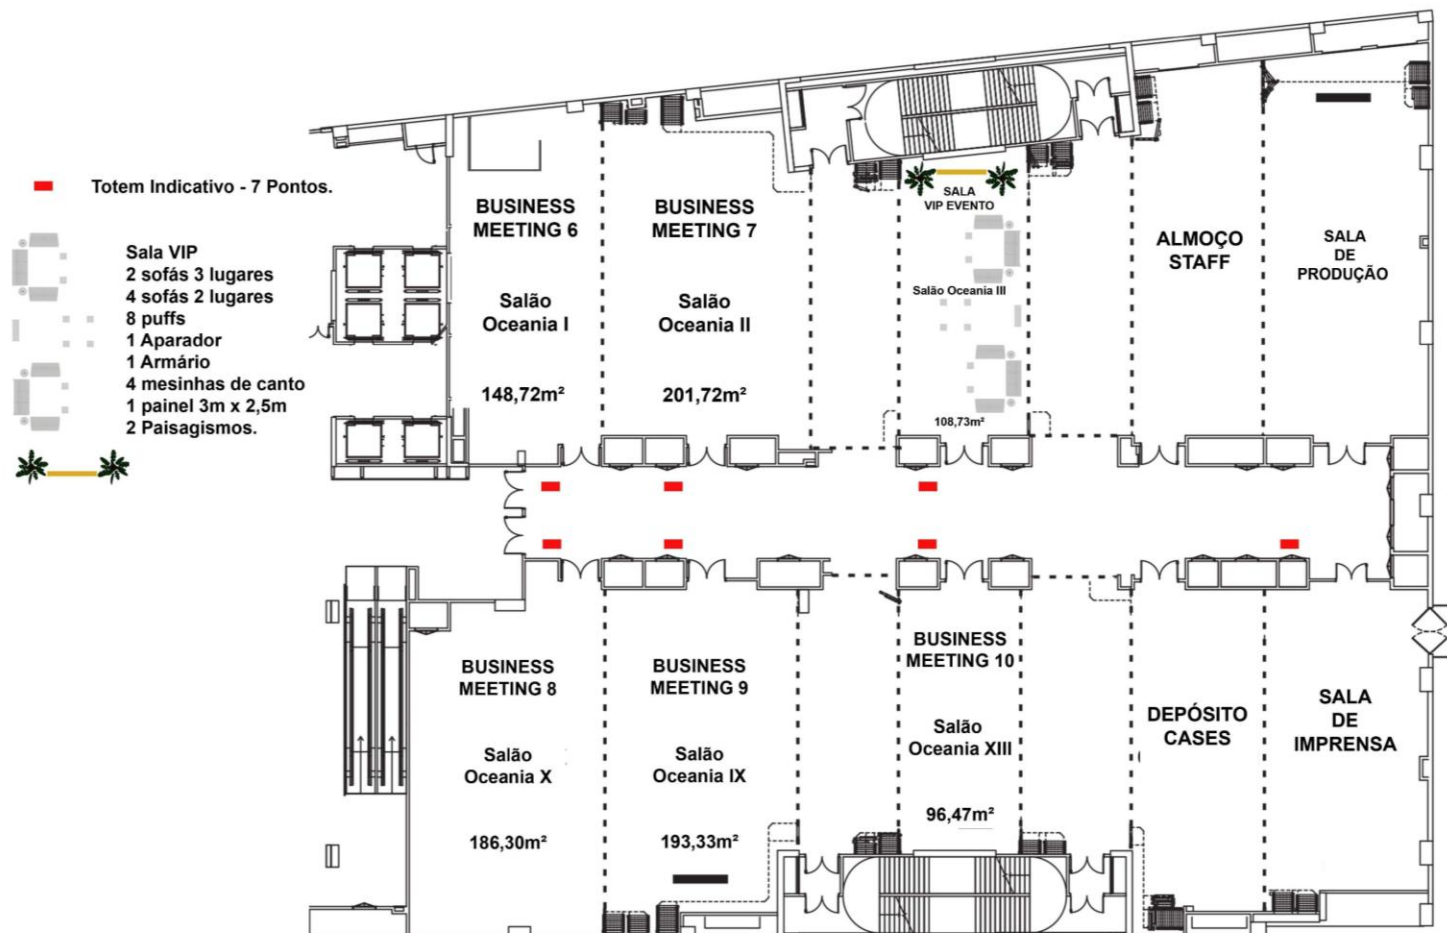 Totem Indicativo - 7 Pontos.
Sala VIP
2 sofás 3 lugares
4 sofás 2 lugares
8 puffs
1 Aparador
1 Armário
4 mesinhas de canto
1 painel 3m x 2,5m
2 Paisagismos.
BUSINESS
MEETING 6
Salão
Oceania I
148,72m²
BUSINESS
MEETING 7
Salão
Oceania II
201,72m²
SALA
VIP EVENTO
Salão Oceania III
108,73m²
ALMOÇO
STAFF
SALA
DE
PRODUÇÃO
BUSINESS
MEETING 8
Salão
Oceania X
186,30m²
BUSINESS
MEETING 9
Salão
Oceania IX
193,33m²
BUSINESS
MEETING 10
Salão
Oceania XIII
96,47m²
DEPÓSITO
CASES
SALA
DE
IMPRENSA